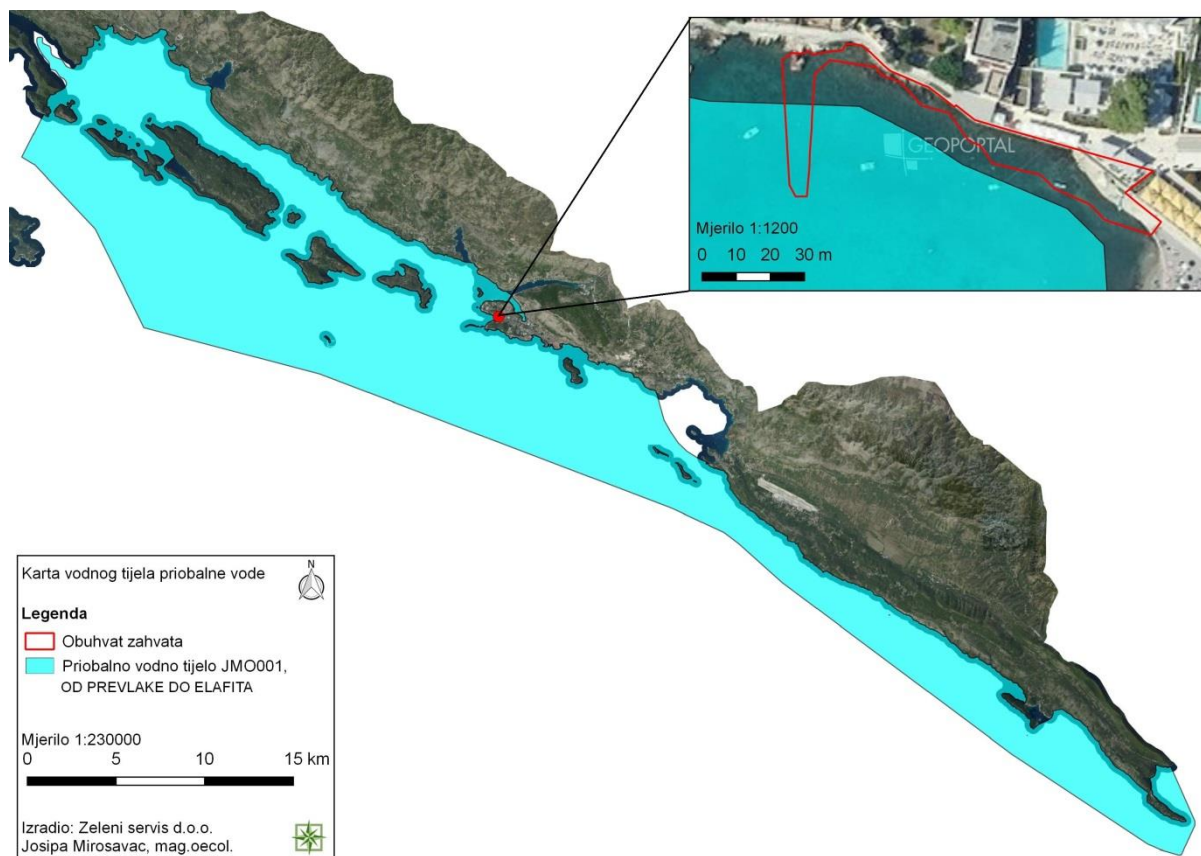 GEOPORTAL
Mjerilo 1:1200
0 10 20 30 m
Karta vodnog tijela priobalne vode
N
Legenda
Obuhvat zahvata
Priobalno vodno tijelo JMO001,
OD PREVLAKE DO ELAFITA
Mjerilo 1:230000
0 5 10 15 km
Izradio: Zeleni servis d.o.o.
Josipa Mirosavac, mag.oecol.